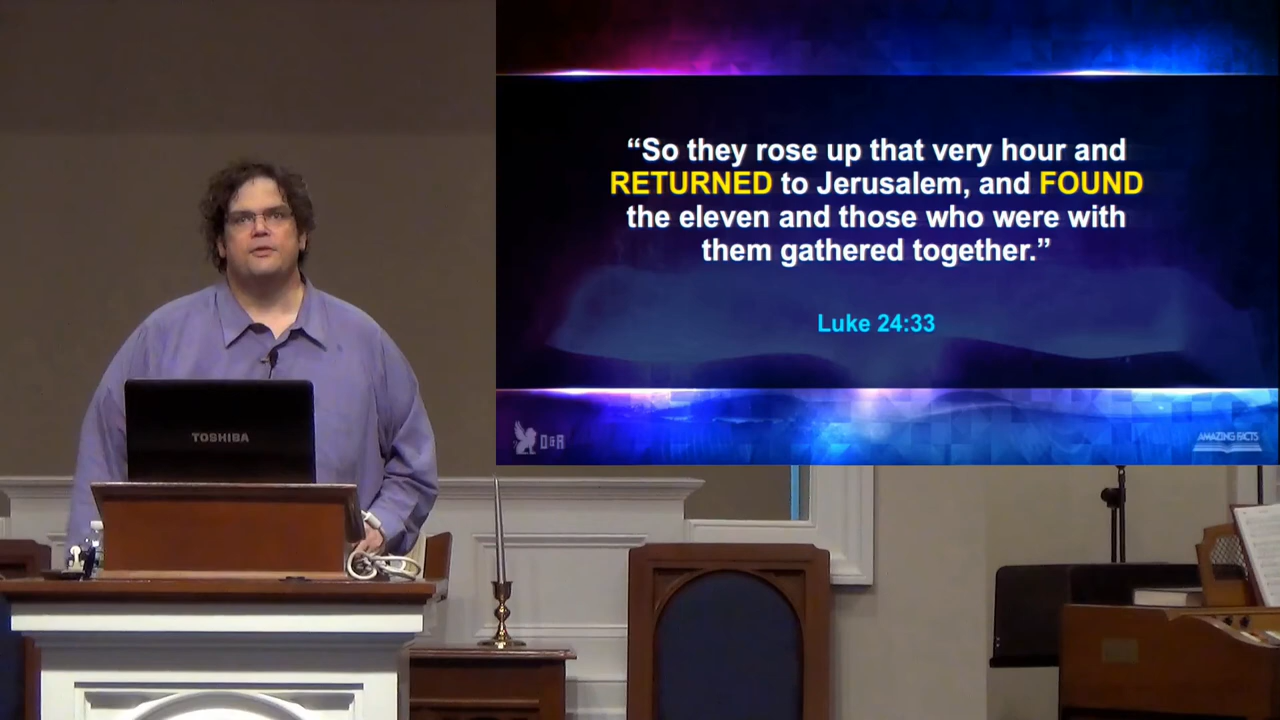 “So they rose up that very hour and
RETURNED to Jerusalem, and FOUND
the eleven and those who were with
them gathered together.”
Luke 24:33
D&R
AMAZING FACTS
TOSHIBA